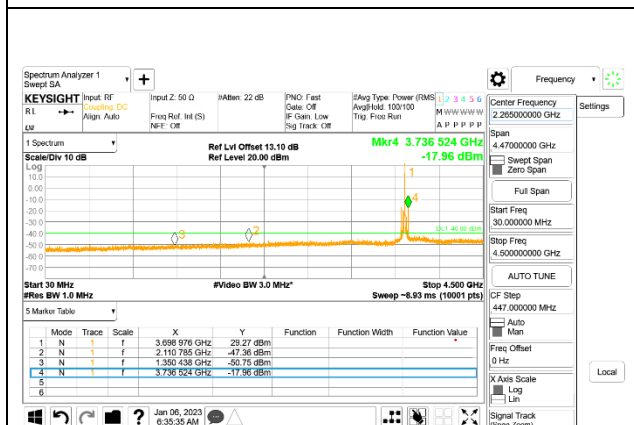 Spectrum Analyzer 1
Swept SA
+
Frequency
KEYSIGHT
Input: RF
Coupling: DC
Align: Auto
Input Z: 50 Ω
Freq Ref: Int (S)
NFE: Off
#Atten: 22 dB
PNO: Fast
Gate: Off
IF Gain: Low
Sig Track: Off
#Avg Type: Power (RMS
Avg|Hold: 100/100
Trig: Free Run
1 2 3 4 5 6
M W W W W W
A P P P P P
RL
Center Frequency
2.265000000 GHz
Settings
1 Spectrum
Scale/Div 10 dB
Log
Ref Lvl Offset 13.10 dB
Ref Level 20.00 dBm
Mkr4 3.736 524 GHz
-17.96 dBm
Span
4.47000000 GHz
Swept Span
Zero Span
Full Span
10.0
0.00
-10.0
-20.0
-30.0
-40.0
-50.0
-60.0
-70.0
1
4
3
2
DL1 -40.00 dBm
Start Freq
30.000000 MHz
Stop Freq
4.500000000 GHz
AUTO TUNE
Start 30 MHz
#Res BW 1.0 MHz
#Video BW 3.0 MHz*
Stop 4.500 GHz
Sweep ~8.93 ms (10001 pts)
CF Step
447.000000 MHz
Auto
Man
5 Marker Table
Mode Trace Scale X Y Function Function Width Function Value
1 N 1 f 3.698 976 GHz 29.27 dBm
2 N 1 f 2.110 785 GHz -47.36 dBm
3 N 1 f 1.350 438 GHz -50.75 dBm
4 N 1 f 3.736 524 GHz -17.96 dBm
5
6
Freq Offset
0 Hz
X Axis Scale
Log
Lin
Local
Signal Track
(Span Zoom)
?
Jan 06, 2023
6:35:35 AM